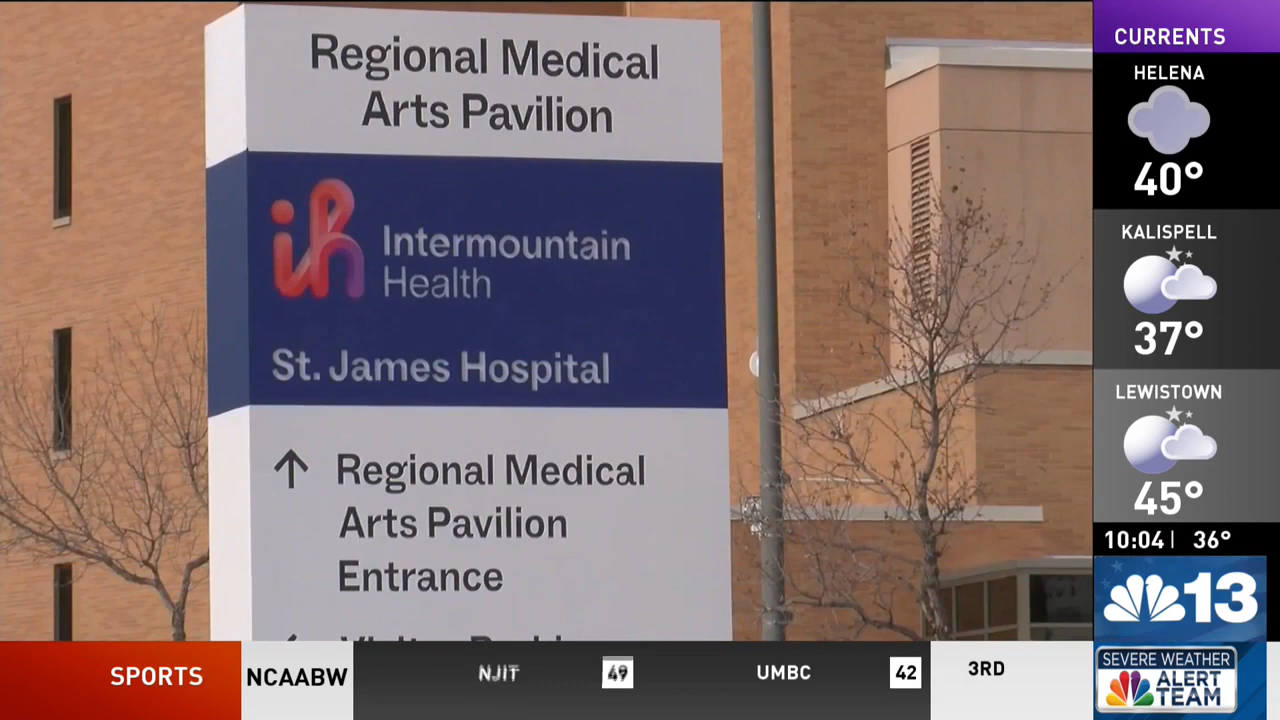 Regional Medical
Arts Pavilion
ih
Intermountain
Health
St. James Hospital
↑ Regional Medical
Arts Pavilion
Entrance
CURRENTS
HELENA
40°
KALISPELL
37°
LEWISTOWN
45°
10:04 | 36°
13
SEVERE WEATHER
ALERT
TEAM
SPORTS
NCAABW
NJIT 49 UMBC 42 3RD